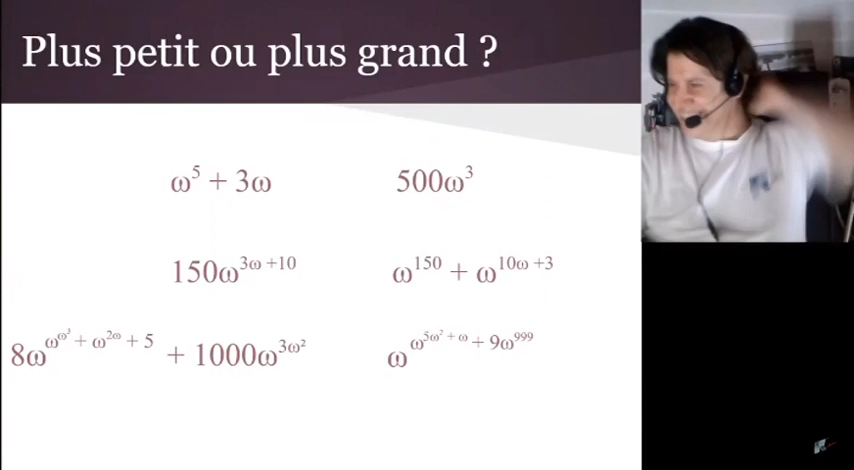 Plus petit ou plus grand ?
ω⁵ + 3ω 500ω³
150ω^(3ω +10) ω^150 + ω^(10ω +3)
8ω^(ω^(ω³) + ω^(2ω) + 5) + 1000ω^(3ω²) ω^(ω^(5ω² + ω) + 9ω^999)